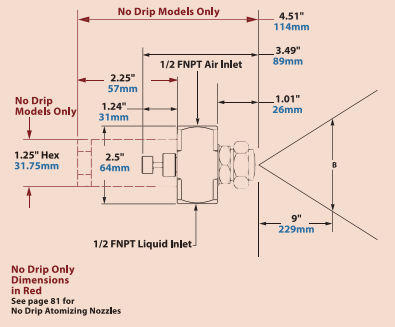 No Drip Models Only
4.51"
114mm
3.49"
89mm
1/2 FNPT Air Inlet
2.25"
57mm
1.24"
31mm
1.01"
26mm
No Drip
Models Only
1.25" Hex
31.75mm
2.5"
64mm
B
9"
229mm
1/2 FNPT Liquid Inlet
No Drip Only
Dimensions
in Red
See page 81 for
No Drip Atomizing Nozzles